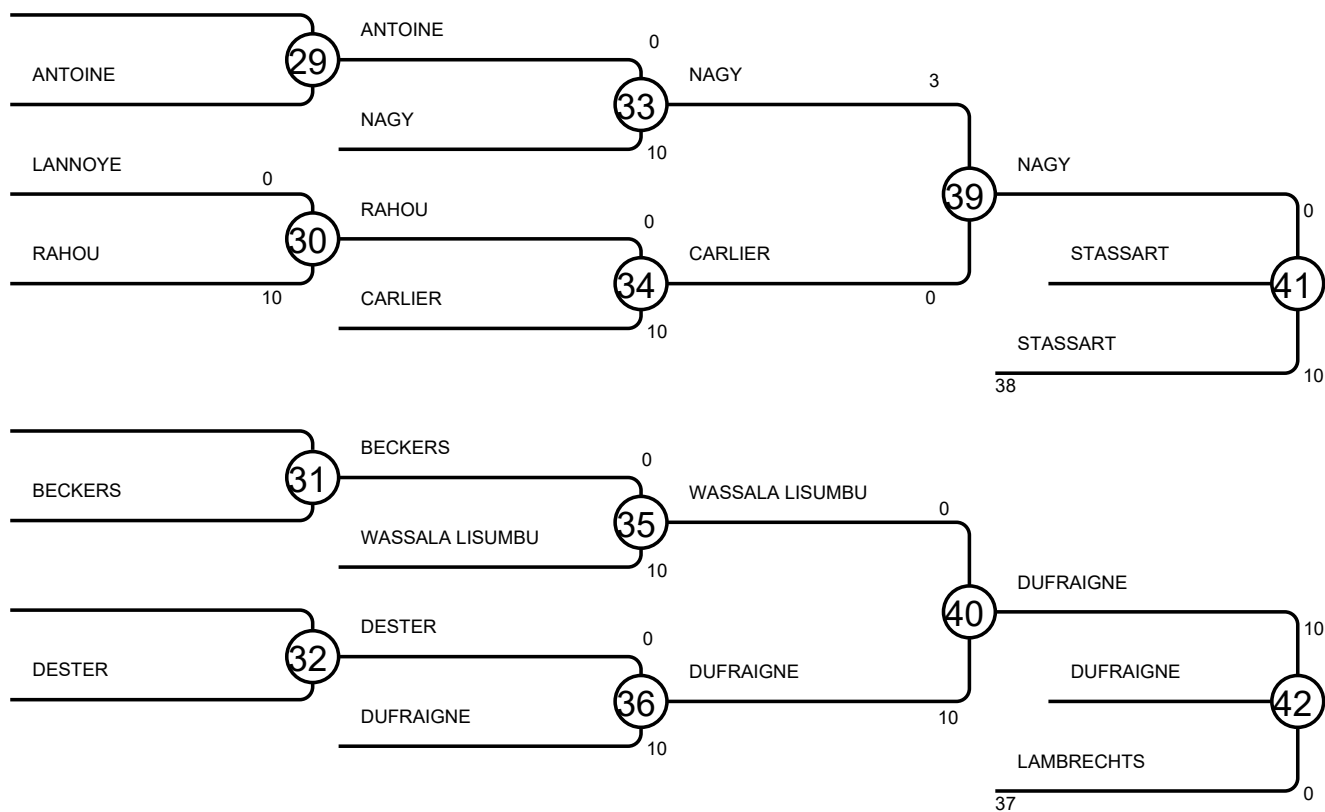 ANTOINE
0
29
ANTOINE
NAGY
3
33
NAGY
10
LANNOYE
0
NAGY
39
RAHOU
0
0
30
RAHOU
CARLIER
STASSART
34
41
10
CARLIER
0
10
STASSART
10
38
BECKERS
0
31
BECKERS
WASSALA LISUMBU
0
35
WASSALA LISUMBU
10
DUFRAIGNE
40
DESTER
0
10
32
DESTER
DUFRAIGNE
DUFRAIGNE
36
42
DUFRAIGNE
10
10
LAMBRECHTS
0
37